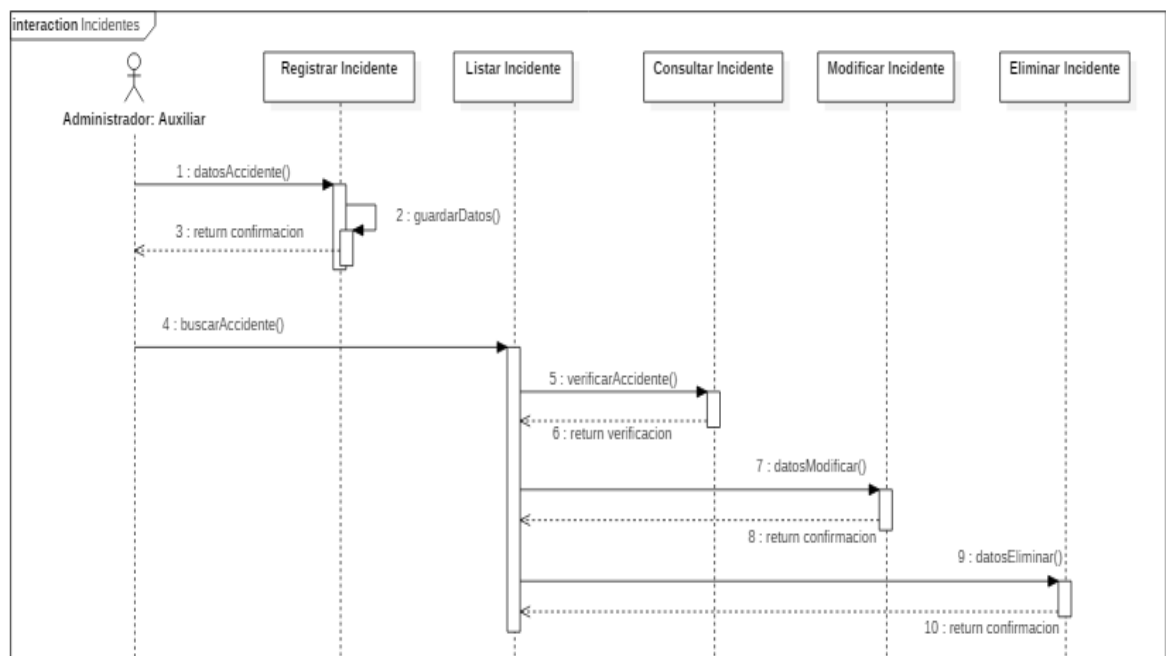 interaction Incidentes
Registrar Incidente
Listar Incidente
Consultar Incidente
Modificar Incidente
Eliminar Incidente
Administrador: Auxiliar
1 : datosAccidente()
2 : guardarDatos()
3 : return confirmacion
4 : buscarAccidente()
5 : verificarAccidente()
6 : return verificacion
7 : datosModificar()
8 : return confirmacion
9 : datosEliminar()
10 : return confirmacion